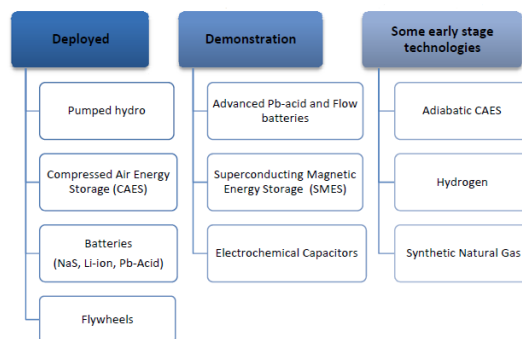 Deployed
Pumped hydro
Compressed Air Energy
Storage (CAES)
Batteries
(NaS, Li-ion, Pb-Acid)
Flywheels
Demonstration
Advanced Pb-acid and Flow
batteries
Superconducting Magnetic
Energy Storage (SMES)
Electrochemical Capacitors
Some early stage
technologies
Adiabatic CAES
Hydrogen
Synthetic Natural Gas